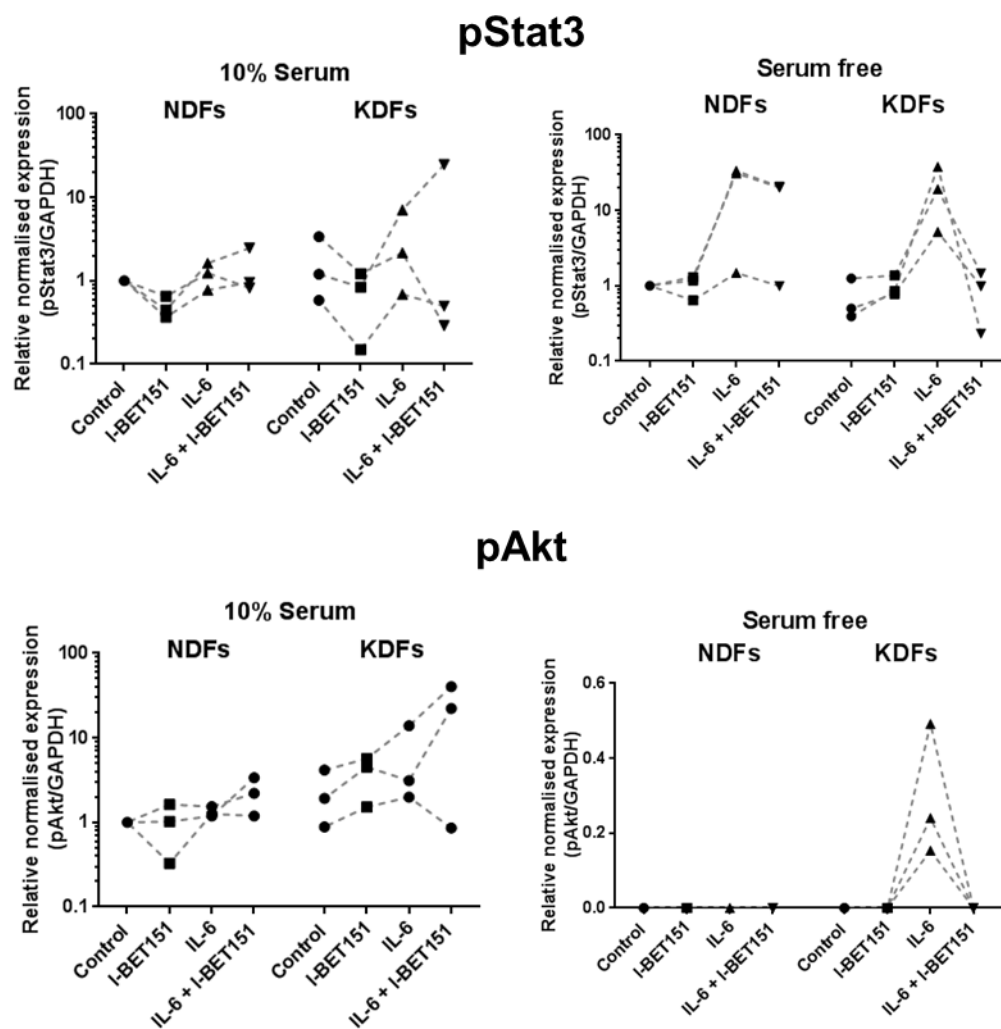 pStat3
10% Serum
NDFs KDFs
Relative normalised expression
(pStat3/GAPDH)
100
10
1
0.1
Control
I-BET151
IL-6
IL-6 + I-BET151
Control
I-BET151
IL-6
IL-6 + I-BET151
Serum free
NDFs KDFs
Relative normalised expression
(pStat3/GAPDH)
100
10
1
0.1
Control
I-BET151
IL-6
IL-6 + I-BET151
Control
I-BET151
IL-6
IL-6 + I-BET151
pAkt
10% Serum
NDFs KDFs
Relative normalised expression
(pAkt/GAPDH)
100
10
1
0.1
Control
I-BET151
IL-6
IL-6 + I-BET151
Control
I-BET151
IL-6
IL-6 + I-BET151
Serum free
NDFs KDFs
Relative normalised expression
(pAkt/GAPDH)
0.6
0.4
0.2
0.0
Control
I-BET151
IL-6
IL-6 + I-BET151
Control
I-BET151
IL-6
IL-6 + I-BET151